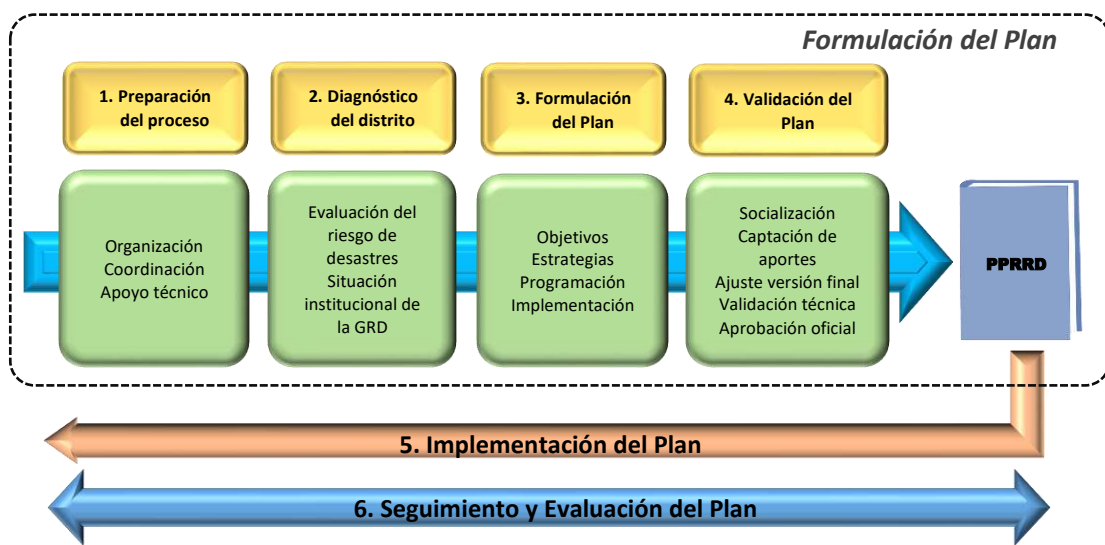 Formulación del Plan
1. Preparación
del proceso
2. Diagnóstico
del distrito
3. Formulación
del Plan
4. Validación del
Plan
Organización
Coordinación
Apoyo técnico
Evaluación del
riesgo de
desastres
Situación
institucional de
la GRD
Objetivos
Estrategias
Programación
Implementación
Socialización
Captación de
aportes
Ajuste versión final
Validación técnica
Aprobación oficial
PPRRD
5. Implementación del Plan
6. Seguimiento y Evaluación del Plan